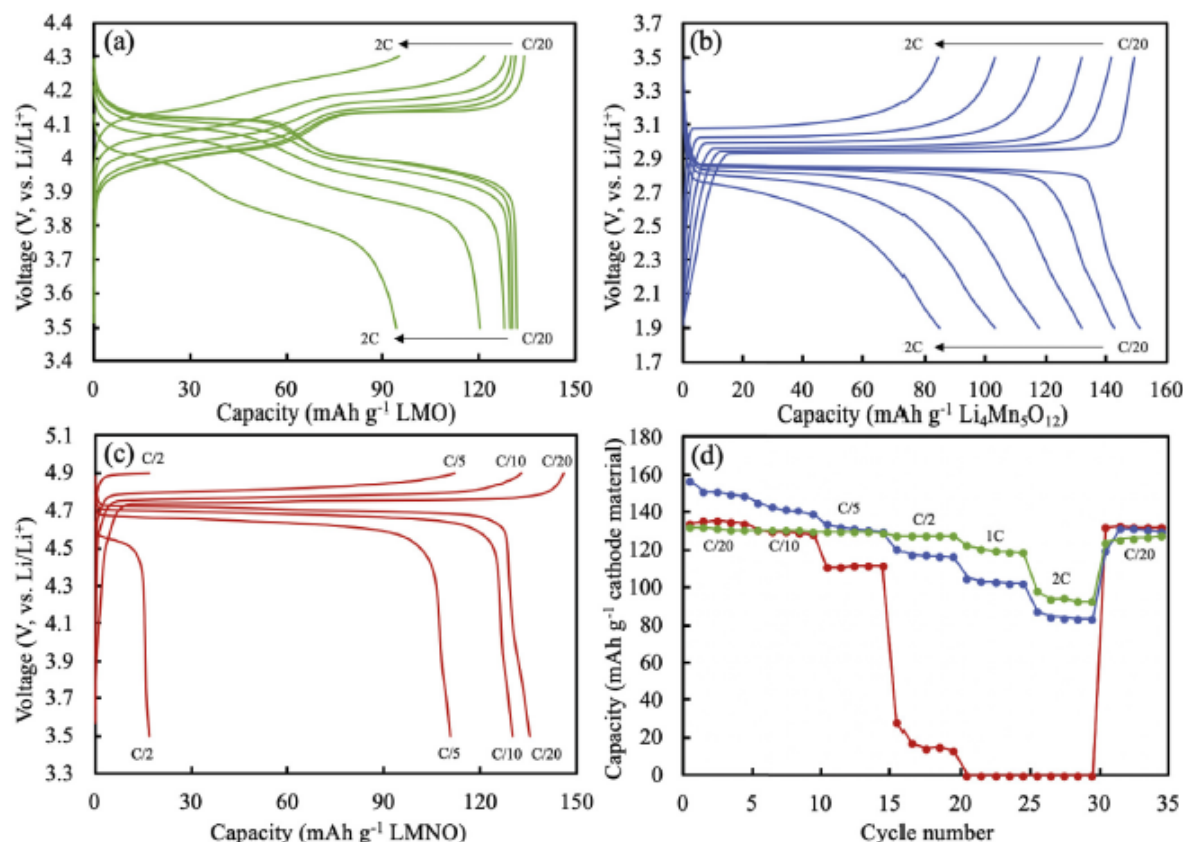 (a)
2C
C/20
4.4
4.3
4.2
4.1
4
3.9
3.8
3.7
3.6
3.5
3.4
Voltage (V, vs. Li/Li⁺)
2C
C/20
0 30 60 90 120 150
Capacity (mAh g⁻¹ LMO)
(b)
2C
C/20
3.7
3.5
3.3
3.1
2.9
2.7
2.5
2.3
2.1
1.9
1.7
Voltage (V, vs. Li/Li⁺)
2C
C/20
0 20 40 60 80 100 120 140 160
Capacity (mAh g⁻¹ Li₄Mn₅O₁₂)
(c)
C/2
C/5
C/10
C/20
5.1
4.9
4.7
4.5
4.3
4.1
3.9
3.7
3.5
3.3
Voltage (V, vs. Li/Li⁺)
C/2
C/5
C/10
C/20
0 30 60 90 120 150
Capacity (mAh g⁻¹ LMNO)
(d)
180
160
140
120
100
80
60
40
20
0
Capacity (mAh g⁻¹ cathode material)
C/20
C/10
C/5
C/2
1C
2C
C/20
0 5 10 15 20 25 30 35
Cycle number